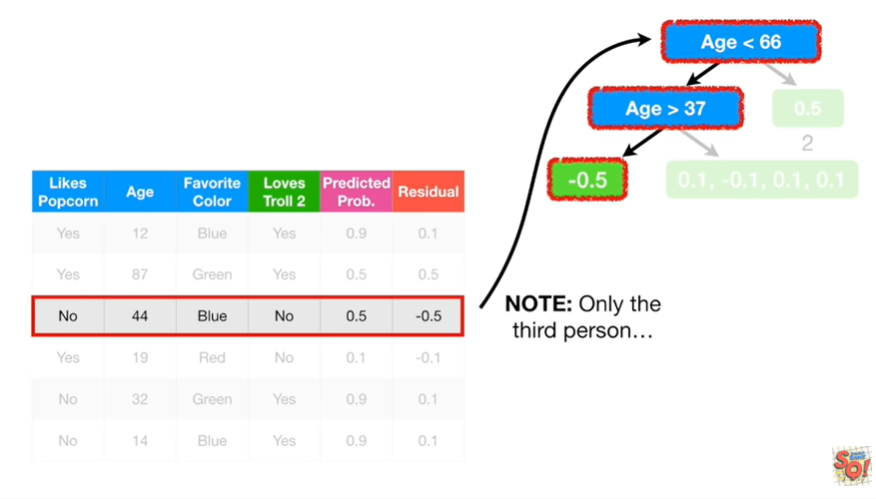 Age < 66
Age > 37
0.5
2
-0.5
0.1, -0.1, 0.1, 0.1
Likes Popcorn Age Favorite Color Loves Troll 2 Predicted Prob. Residual
Yes 12 Blue Yes 0.9 0.1
Yes 87 Green Yes 0.5 0.5
No 44 Blue No 0.5 -0.5
Yes 19 Red No 0.1 -0.1
No 32 Green Yes 0.9 0.1
No 14 Blue Yes 0.9 0.1
NOTE: Only the
third person...
SQ!